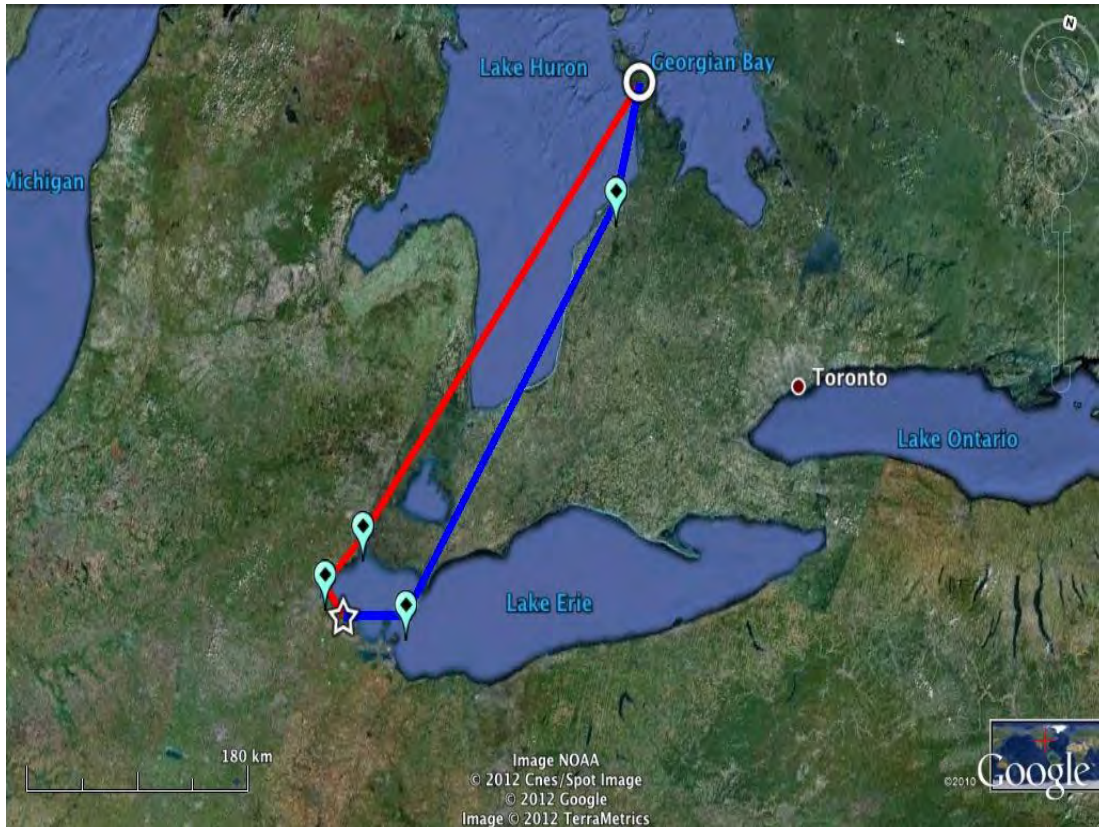 N
Lake Huron
Georgian Bay
Michigan
Toronto
Lake Ontario
Lake Erie
180 km
Image NOAA
© 2012 Cnes/Spot Image
© 2012 Google
Image © 2012 TerraMetrics
©2010 Google